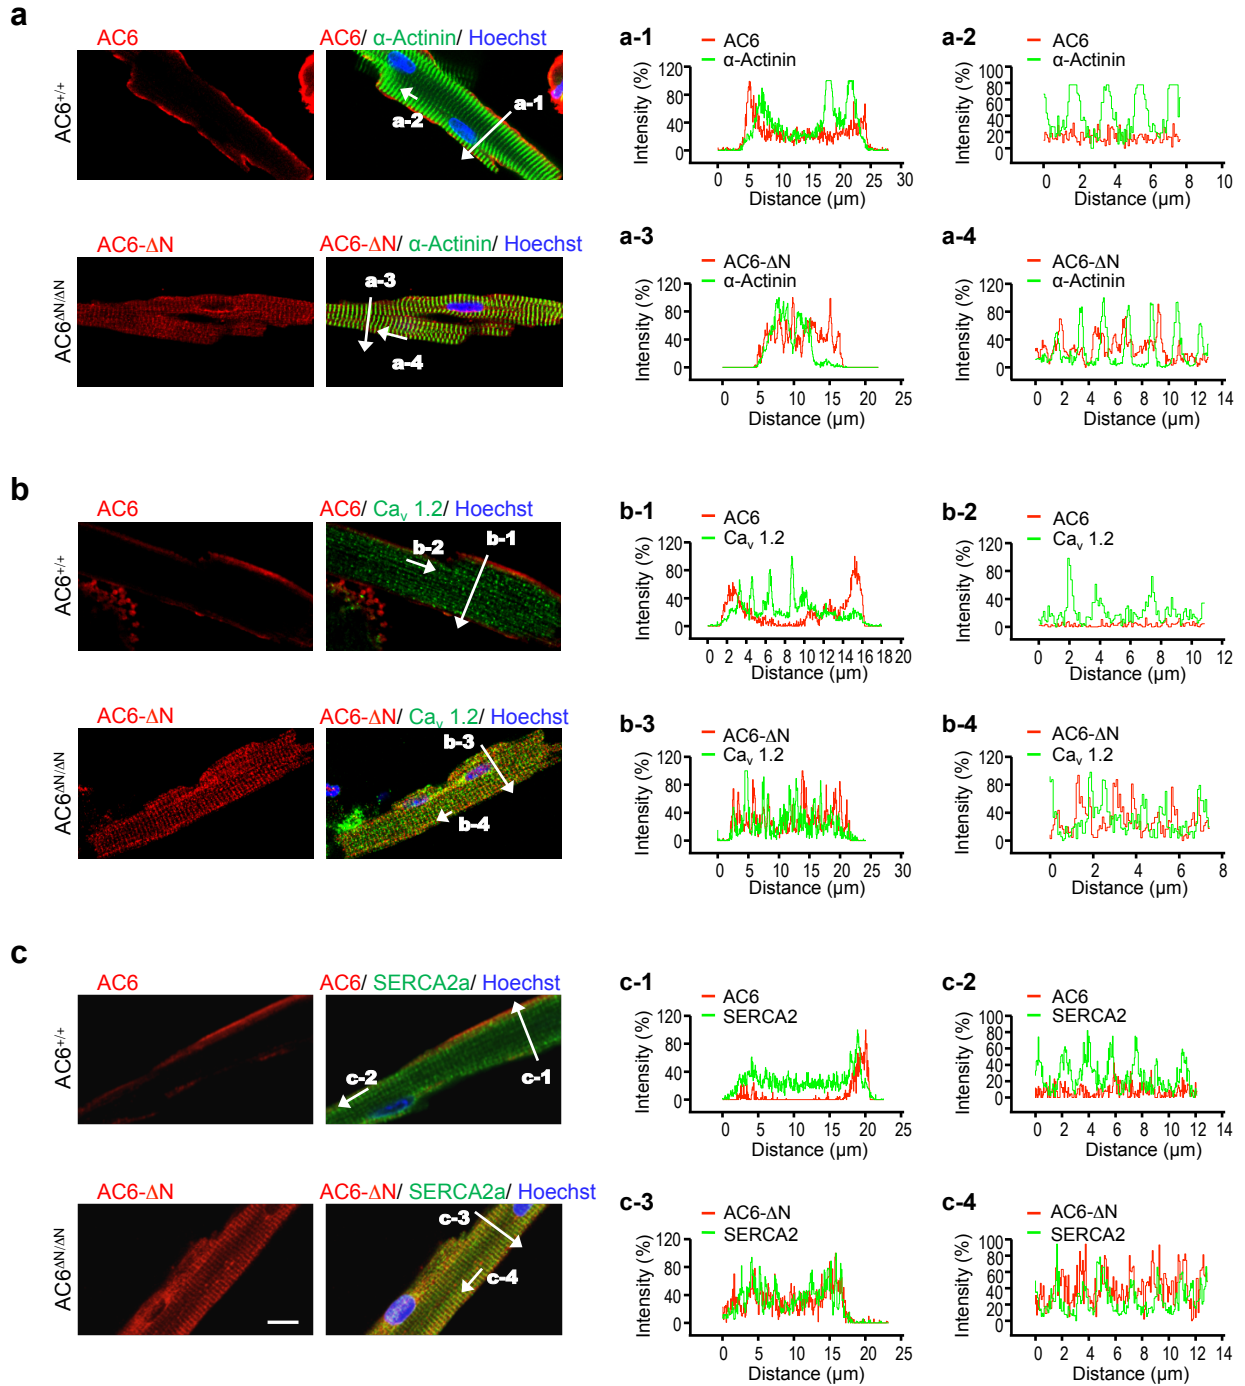 a
AC6
AC6/ α-Actinin/ Hoechst
AC6+/+
a-1
a-2
a-1
AC6
α-Actinin
Intensity (%)
120
80
40
0
0 5 10 15 20 25 30
Distance (µm)
a-2
AC6
α-Actinin
Intensity (%)
100
80
60
40
20
0
0 2 4 6 8 10
Distance (µm)
AC6-ΔN
AC6-ΔN/ α-Actinin/ Hoechst
AC6ΔN/ΔN
a-3
a-4
a-3
AC6-ΔN
α-Actinin
Intensity (%)
120
80
40
0
0 5 10 15 20 25
Distance (µm)
a-4
AC6-ΔN
α-Actinin
Intensity (%)
120
80
40
0
0 2 4 6 8 10 12 14
Distance (µm)
b
AC6
AC6/ Cav 1.2/ Hoechst
AC6+/+
b-2
b-1
b-1
AC6
Cav 1.2
Intensity (%)
120
80
40
0
0 2 4 6 8 10 12 14 16 18 20
Distance (µm)
b-2
AC6
Cav 1.2
Intensity (%)
120
80
40
0
0 2 4 6 8 10 12
Distance (µm)
AC6-ΔN
AC6-ΔN/ Cav 1.2/ Hoechst
AC6ΔN/ΔN
b-3
b-4
b-3
AC6-ΔN
Cav 1.2
Intensity (%)
120
80
40
0
0 5 10 15 20 25 30
Distance (µm)
b-4
AC6-ΔN
Cav 1.2
Intensity (%)
120
80
40
0
0 2 4 6 8
Distance (µm)
c
AC6
AC6/ SERCA2a/ Hoechst
AC6+/+
c-2
c-1
c-1
AC6
SERCA2
Intensity (%)
120
80
40
0
0 5 10 15 20 25
Distance (µm)
c-2
AC6
SERCA2
Intensity (%)
100
80
60
40
20
0
0 2 4 6 8 10 12 14
Distance (µm)
AC6-ΔN
AC6-ΔN/ SERCA2a/ Hoechst
AC6ΔN/ΔN
c-3
c-4
c-3
AC6-ΔN
SERCA2
Intensity (%)
120
80
40
0
0 5 10 15 20 25
Distance (µm)
c-4
AC6-ΔN
SERCA2
Intensity (%)
100
80
60
40
20
0
0 2 4 6 8 10 12 14
Distance (µm)